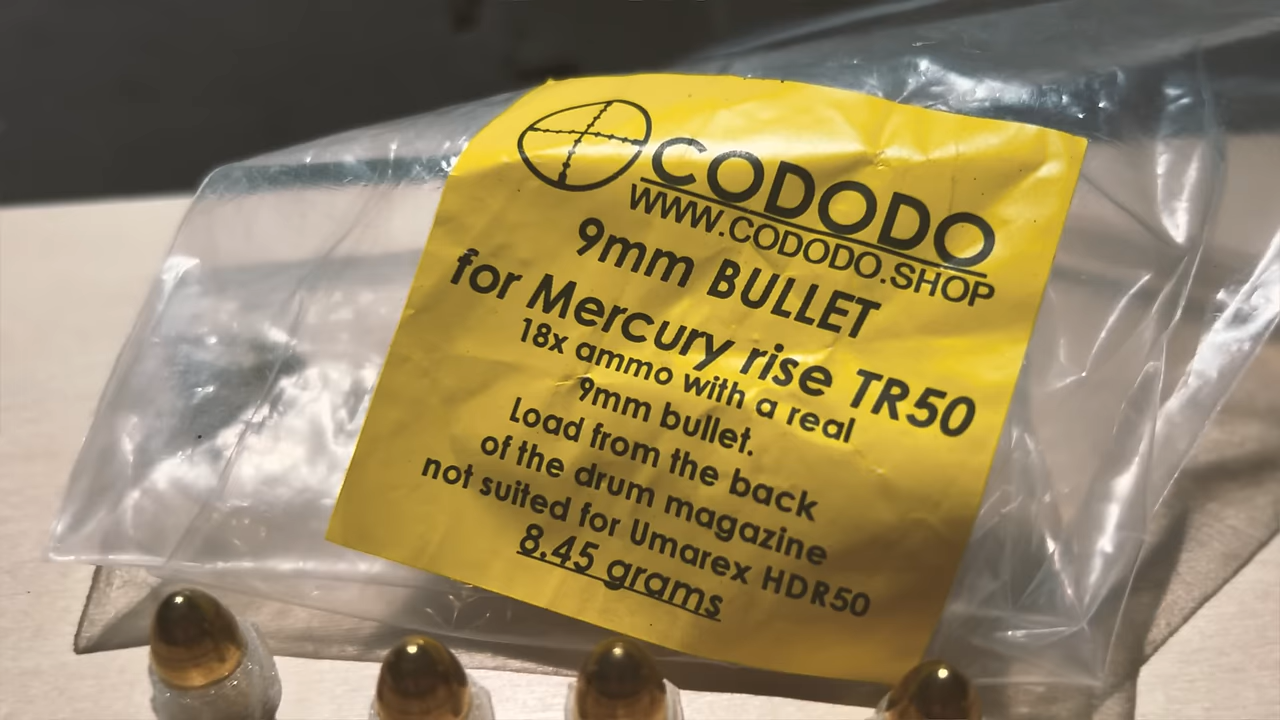 CODODO
WWW.CODODO.SHOP
9mm BULLET
for Mercury rise TR50
18x ammo with a real
9mm bullet.
Load from the back
of the drum magazine
not suited for Umarex HDR50
8.45 grams